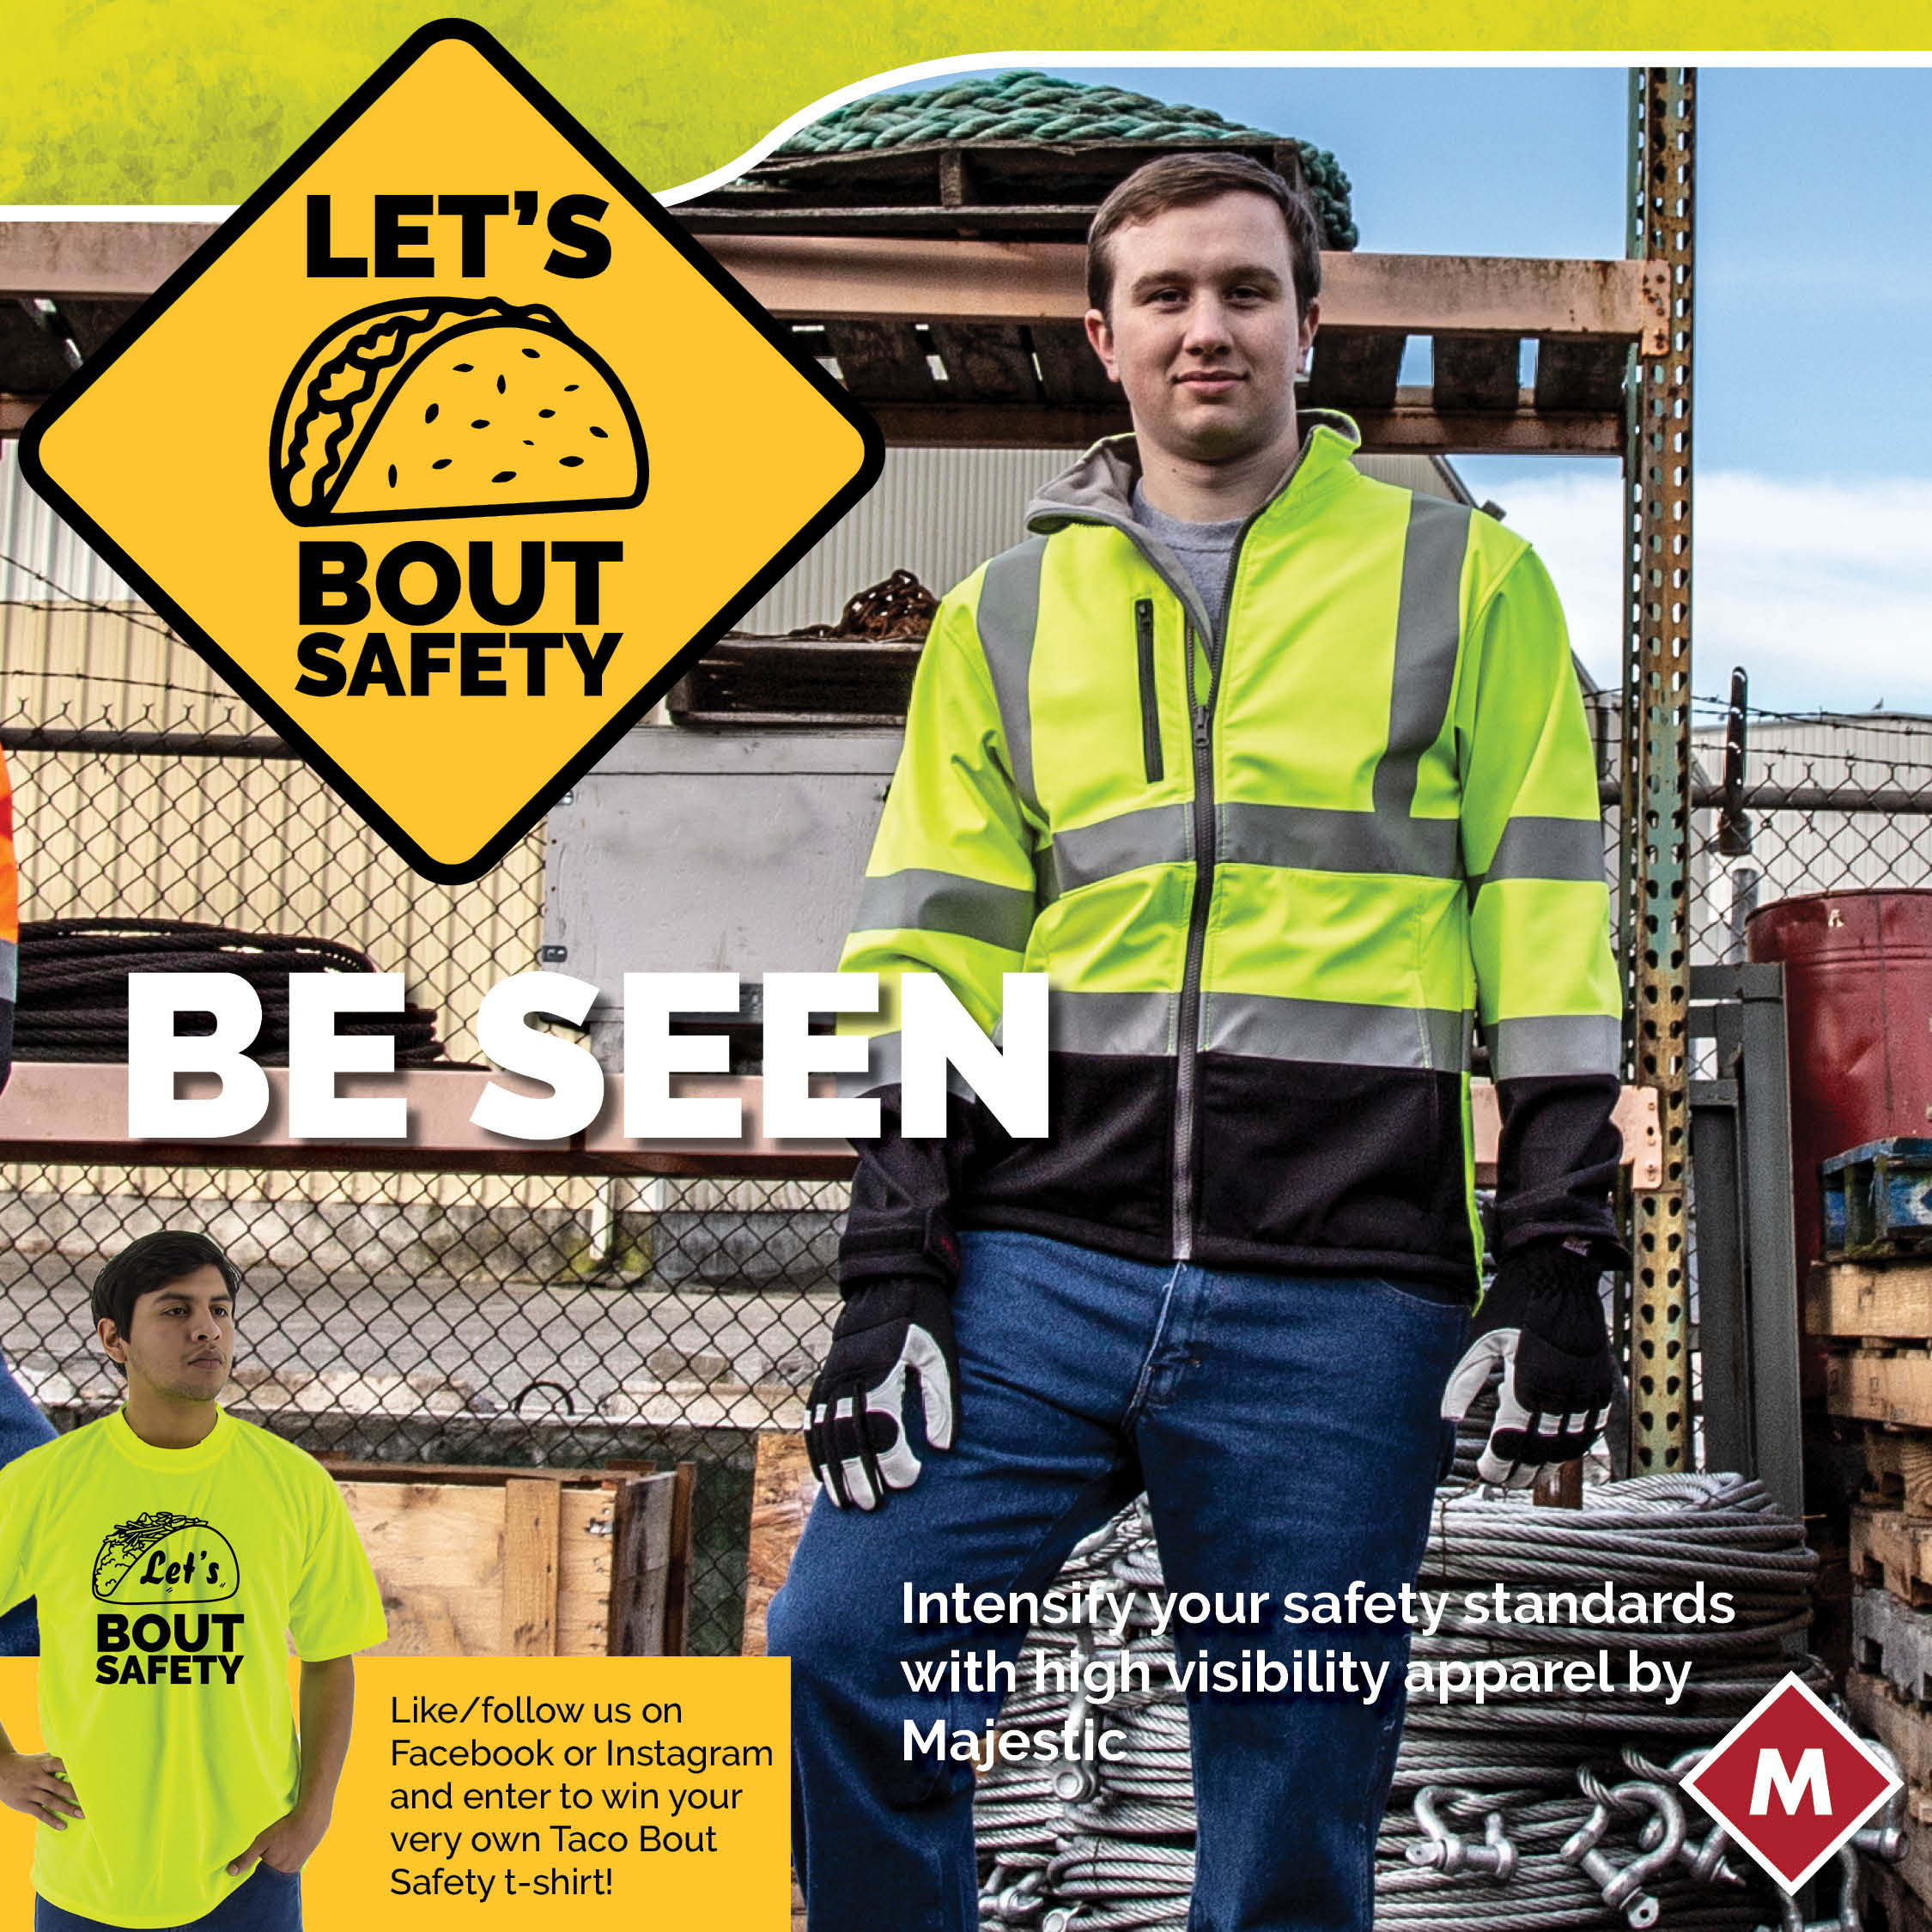 LET'S
BOUT
SAFETY
BE SEEN
Let's
BOUT
SAFETY
Like/follow us on
Facebook or Instagram
and enter to win your
very own Taco Bout
Safety t-shirt!
Intensify your safety standards
with high visibility apparel by
Majestic
M